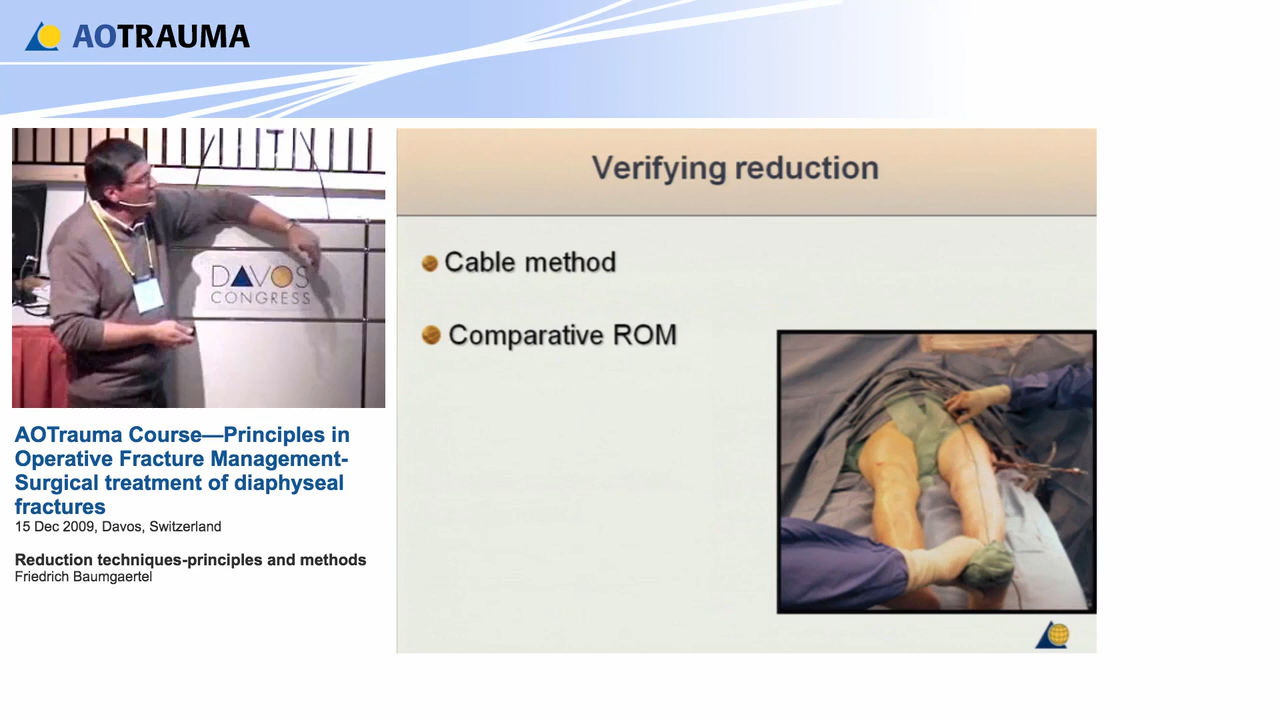 AOTRAUMA
DAVOS
CONGRESS
AOTrauma Course—Principles in
Operative Fracture Management-
Surgical treatment of diaphyseal
fractures
15 Dec 2009, Davos, Switzerland
Reduction techniques-principles and methods
Friedrich Baumgaertel
Verifying reduction
Cable method
Comparative ROM